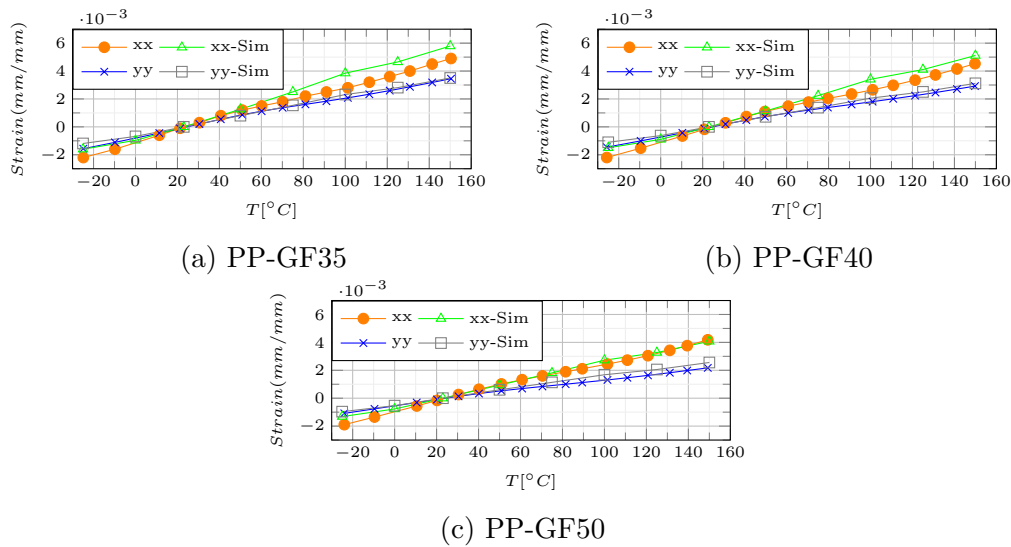 ·10⁻³
6
4
2
0
−2
Strain(mm/mm)
xx xx-Sim
yy yy-Sim
−20 0 20 40 60 80 100 120 140 160
T[°C]
(a) PP-GF35
·10⁻³
6
4
2
0
−2
Strain(mm/mm)
xx xx-Sim
yy yy-Sim
−20 0 20 40 60 80 100 120 140 160
T[°C]
(b) PP-GF40
·10⁻³
6
4
2
0
−2
Strain(mm/mm)
xx xx-Sim
yy yy-Sim
−20 0 20 40 60 80 100 120 140 160
T[°C]
(c) PP-GF50